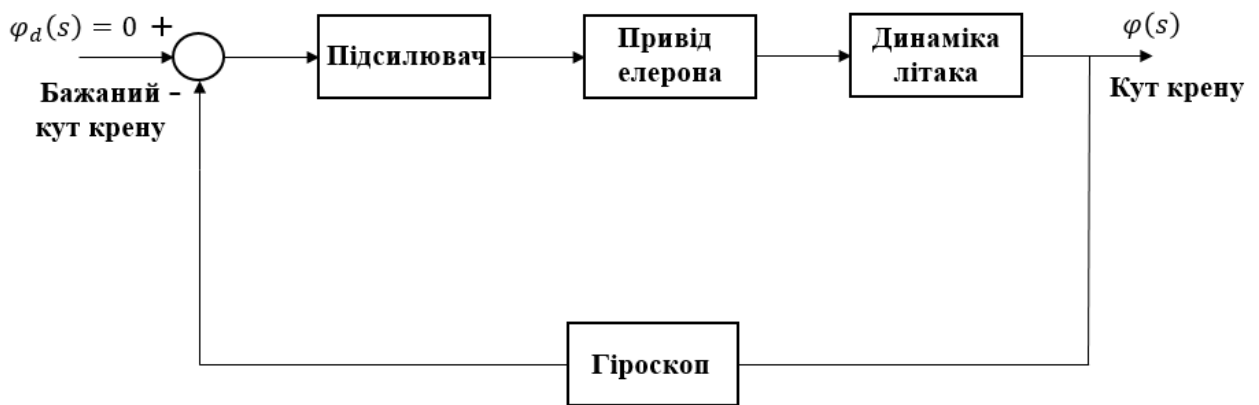 φ_d(s) = 0 +
Бажаний -
кут крену
Підсилювач
Привід
елерона
Динаміка
літака
φ(s)
Кут крену
Гіроскоп